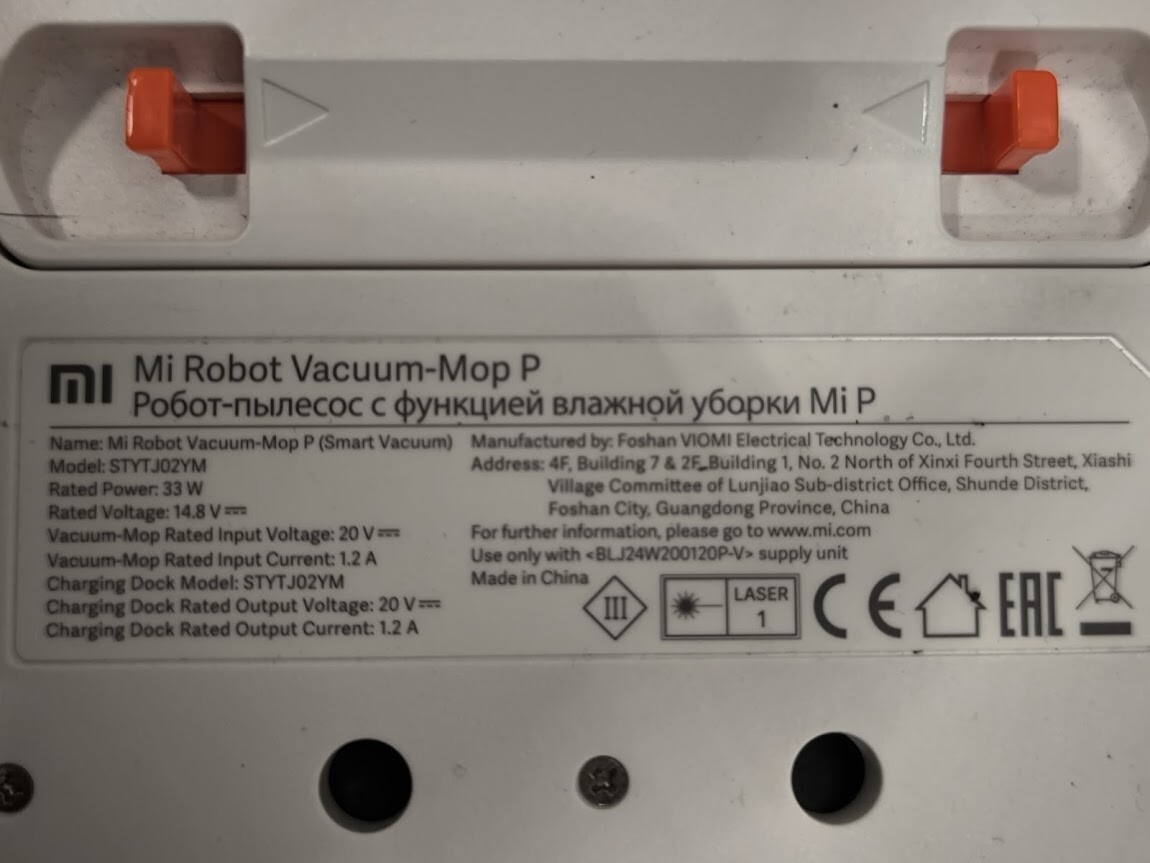 mi
Mi Robot Vacuum-Mop P
Робот-пылесос с функцией влажной уборки Mi P
Name: Mi Robot Vacuum-Mop P (Smart Vacuum)
Model: STYTJ02YM
Rated Power: 33 W
Rated Voltage: 14.8 V⎓
Vacuum-Mop Rated Input Voltage: 20 V⎓
Vacuum-Mop Rated Input Current: 1.2 A
Charging Dock Model: STYTJ02YM
Charging Dock Rated Output Voltage: 20 V⎓
Charging Dock Rated Output Current: 1.2 A
Manufactured by: Foshan VIOMI Electrical Technology Co., Ltd.
Address: 4F, Building 7 & 2F, Building 1, No. 2 North of Xinxi Fourth Street, Xiashi
Village Committee of Lunjiao Sub-district Office, Shunde District,
Foshan City, Guangdong Province, China
For further information, please go to www.mi.com
Use only with <BLJ24W200120P-V> supply unit
Made in China
III
LASER
1
CE
EAC